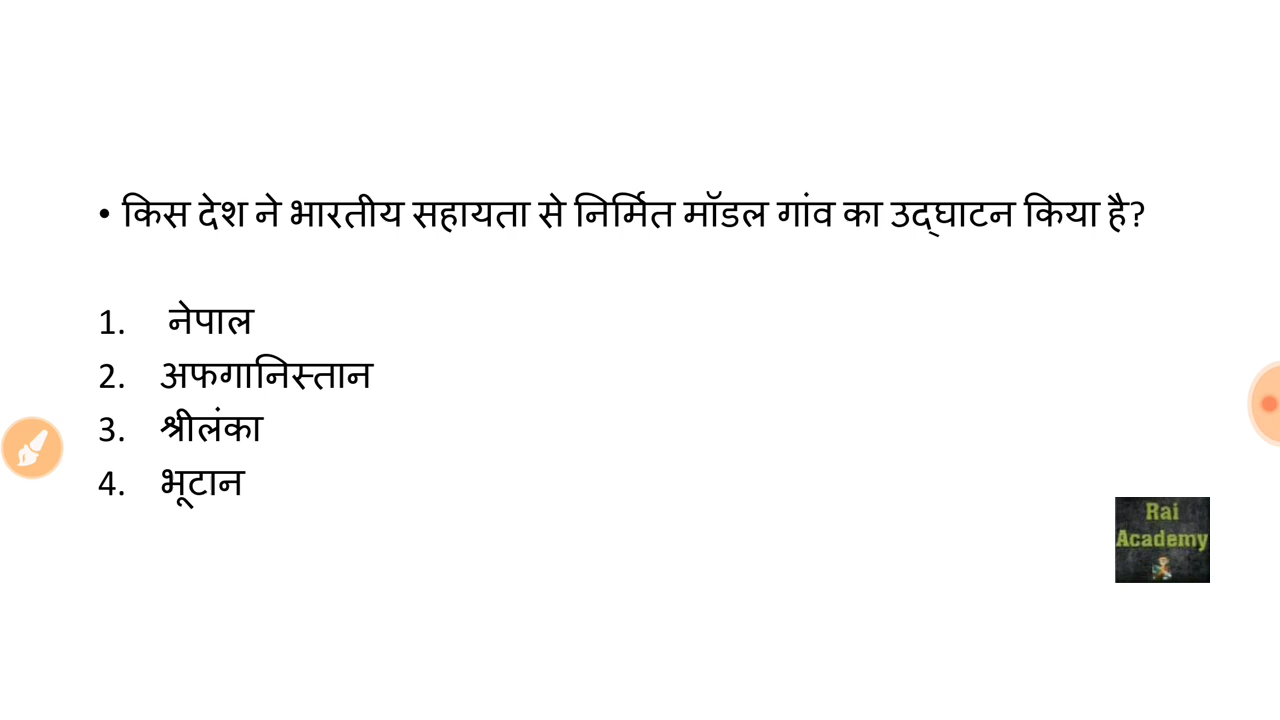 • किस देश ने भारतीय सहायता से निर्मित मॉडल गांव का उद्घाटन किया है?
1. नेपाल
2. अफगानिस्तान
3. श्रीलंका
4. भूटान
Rai
Academy